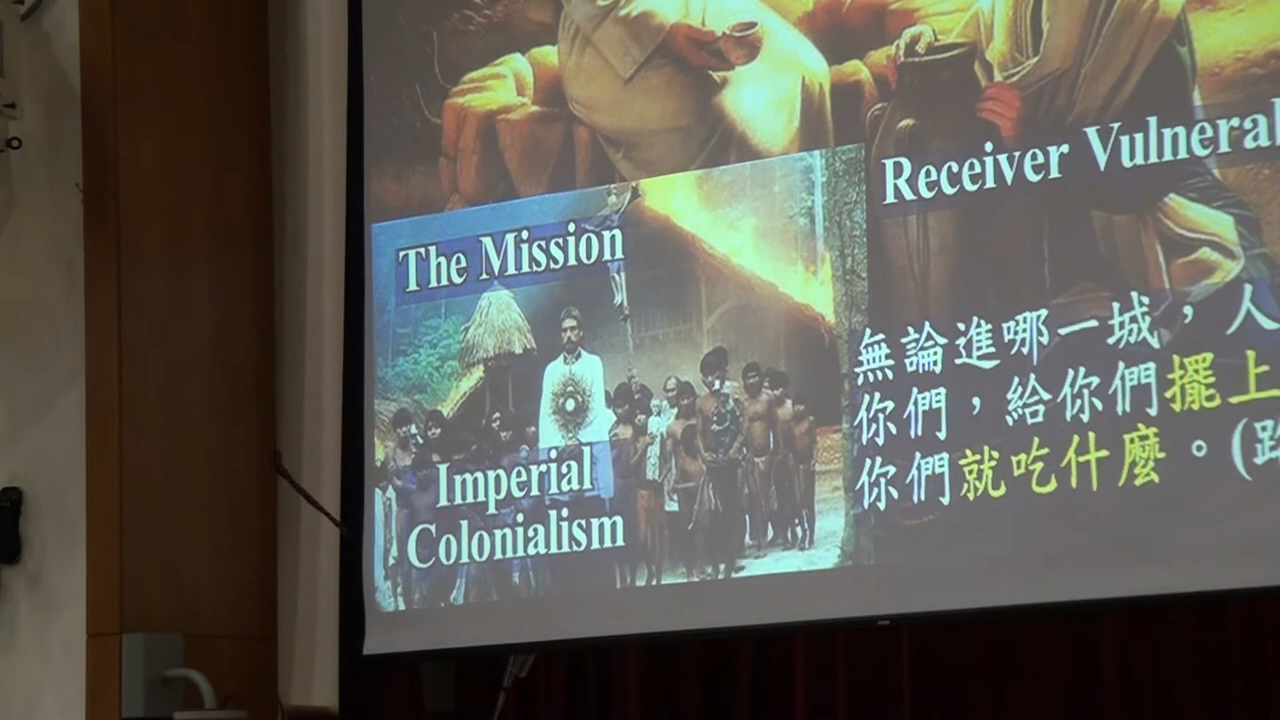 The Mission
Imperial
Colonialism
Receiver
無論進哪一城，人
你們，給你們擺上
你們就吃什麼。(路